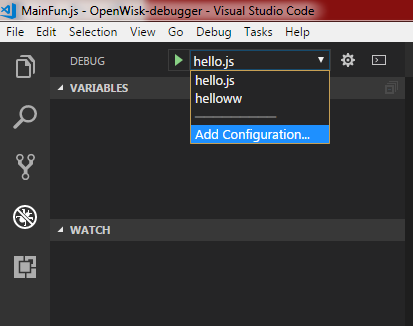 MainFun.js - OpenWisk-debugger - Visual Studio Code
File Edit Selection View Go Debug Tasks Help
DEBUG hello.js
hello.js
helloww
Add Configuration...
VARIABLES
WATCH